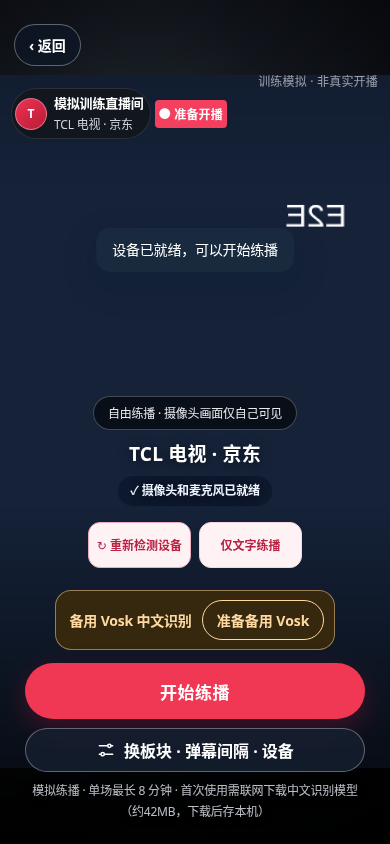 ‹ 返回
训练模拟 · 非真实开播
T
模拟训练直播间
TCL 电视 · 京东
准备开播
E2E
设备已就绪，可以开始练播
自由练播 · 摄像头画面仅自己可见
TCL 电视 · 京东
✓ 摄像头和麦克风已就绪
↻ 重新检测设备
仅文字练播
备用 Vosk 中文识别
准备备用 Vosk
开始练播
换板块 · 弹幕间隔 · 设备
模拟练播 · 单场最长 8 分钟 · 首次使用需联网下载中文识别模型
（约42MB，下载后存本机）